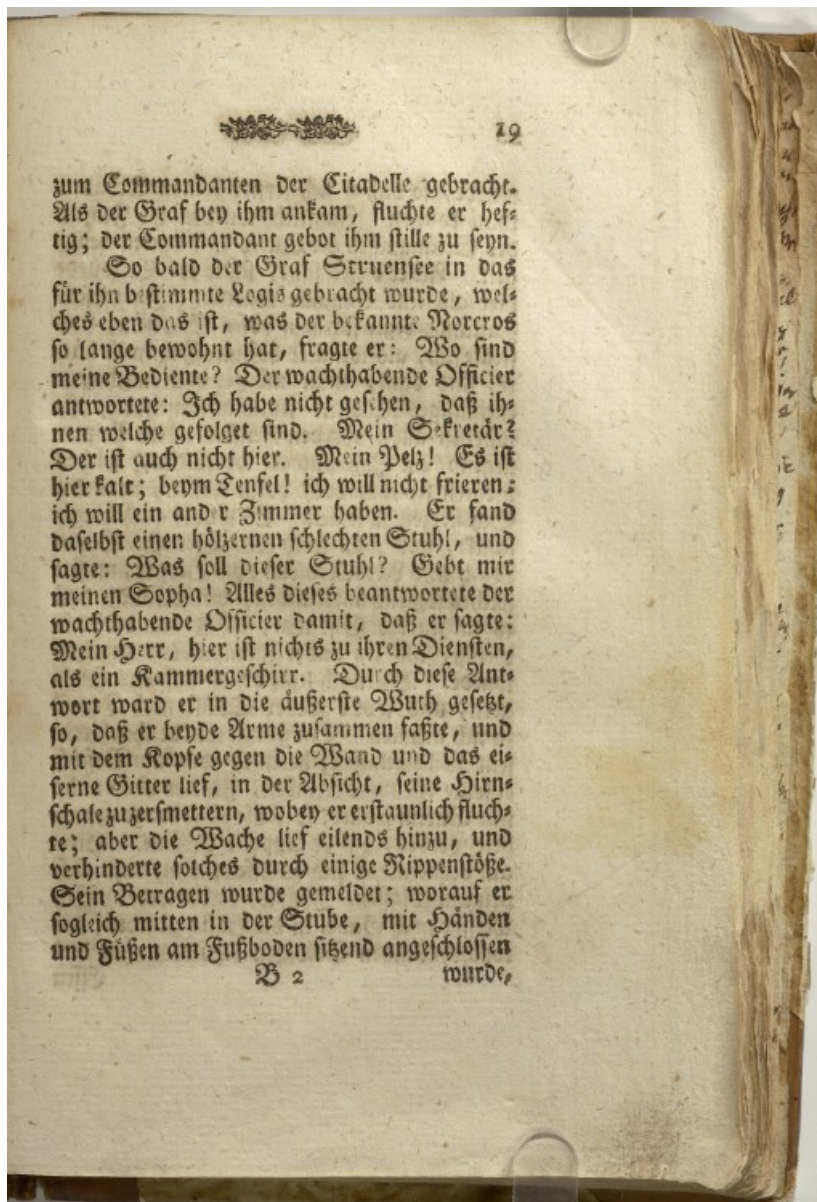 19
zum Commandanten der Citadelle gebracht.
Als der Graf bey ihm ankam, fluchte er hef-
tig; der Commandant gebot ihm stille zu seyn.
So bald der Graf Struensee in das
für ihn bestimmte Logis gebracht wurde, wel-
ches eben das ist, was der bekannte Norcros
so lange bewohnt hat, fragte er: Wo sind
meine Bediente? Der wachthabende Officier
antwortete: Ich habe nicht gesehen, daß ih-
nen welche gefolget sind. Mein Sekretär?
Der ist auch nicht hier. Mein Pelz! Es ist
hier kalt; beym Tenfel! ich will nicht frieren;
ich will ein and r Zimmer haben. Er fand
daselbst einen hölzernen schlechten Stuhl, und
sagte: Was soll dieser Stuhl? Gebt mir
meinen Sopha! Alles dieses beantwortete der
wachthabende Officier damit, daß er sagte:
Mein Herr, hier ist nichts zu ihren Diensten,
als ein Kammergeschirr. Durch diese Ant-
wort ward er in die äußerste Wuth gesetzt,
so, daß er beyde Arme zusammen faßte, und
mit dem Kopfe gegen die Wand und das ei-
serne Gitter lief, in der Absicht, seine Hirn-
schale zu zersmettern, wobey er erstaunlich fluch-
te; aber die Wache lief eilends hinzu, und
verhinderte solches durch einige Rippenstöße.
Sein Betragen wurde gemeldet; worauf er
sogleich mitten in der Stube, mit Händen
und Füßen am Fußboden sitzend angeschlossen
B 2 wurde,